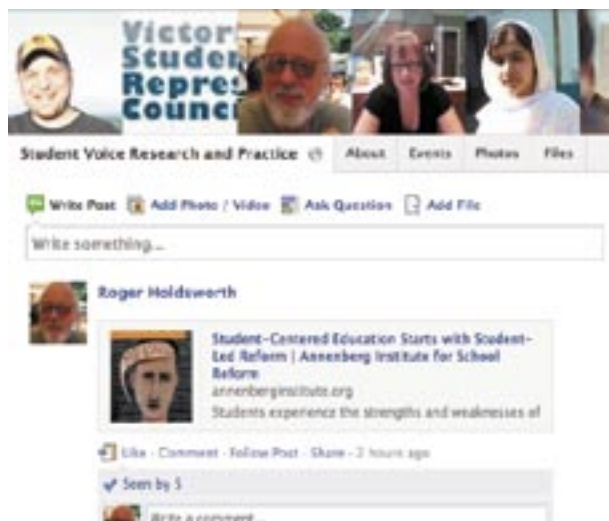 Victor
Studen
Repres
Counci
Student Voice Research and Practice About Events Photos Files
Write Post Add Photo / Video Ask Question Add File
Write something...
Roger Holdsworth
Student-Centered Education Starts with Student-
Led Reform | Annenberg Institute for School
Reform
annenberginstitute.org
Students experience the strengths and weaknesses of
Like · Comment · Follow Post · Share · 2 hours ago
Seen by 5
Write a comment...